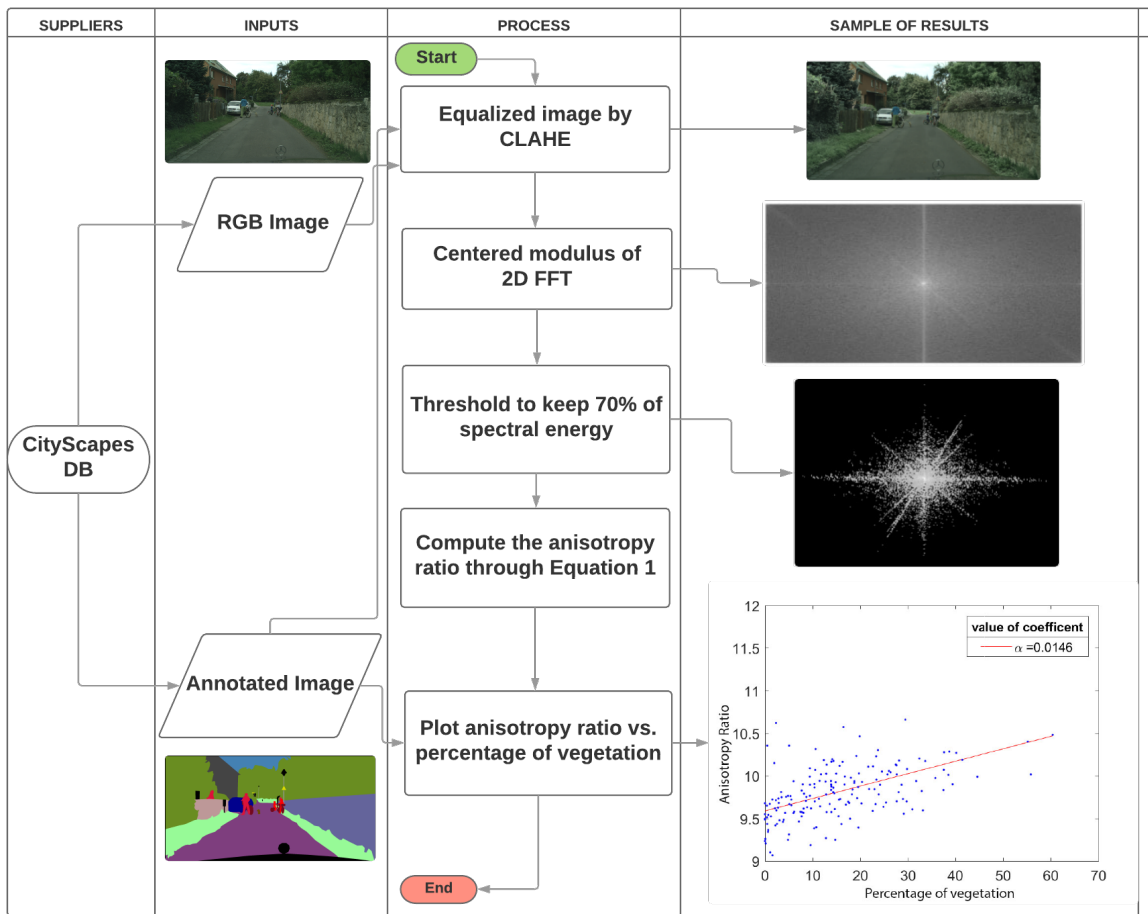 SUPPLIERS
INPUTS
PROCESS
SAMPLE OF RESULTS
Start
Equalized image by
CLAHE
RGB Image
Centered modulus of
2D FFT
Threshold to keep 70% of
spectral energy
CityScapes
DB
Compute the anisotropy
ratio through Equation 1
Annotated Image
Plot anisotropy ratio vs.
percentage of vegetation
End
12
11.5
11
10.5
10
9.5
9
Anisotropy Ratio
value of coefficent
α =0.0146
0 10 20 30 40 50 60 70
Percentage of vegetation